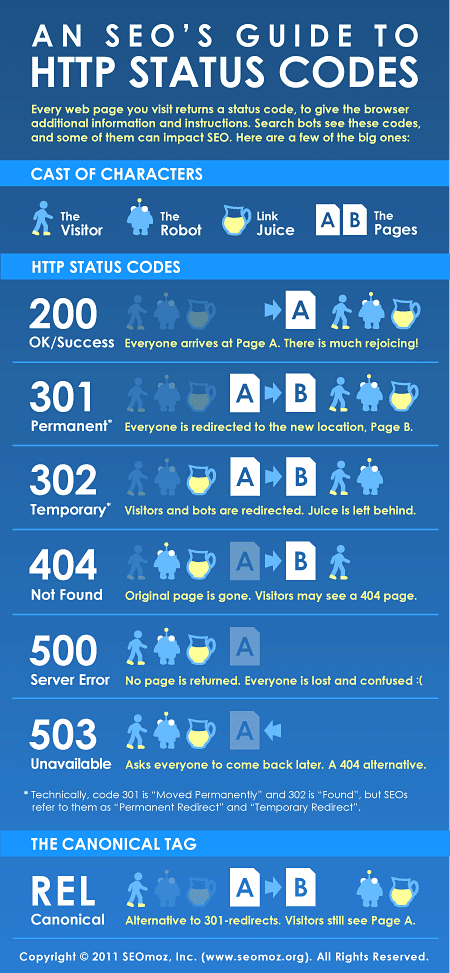 AN SEO'S GUIDE TO
HTTP STATUS CODES
Every web page you visit returns a status code, to give the browser
additional information and instructions. Search bots see these codes,
and some of them can impact SEO. Here are a few of the big ones:
CAST OF CHARACTERS
The
Visitor
The
Robot
Link
Juice
A B
The
Pages
HTTP STATUS CODES
200
OK/Success
A
Everyone arrives at Page A. There is much rejoicing!
301
Permanent*
A B
Everyone is redirected to the new location, Page B.
302
Temporary*
A B
Visitors and bots are redirected. Juice is left behind.
404
Not Found
A B
Original page is gone. Visitors may see a 404 page.
500
Server Error
A
No page is returned. Everyone is lost and confused :(
503
Unavailable
A
Asks everyone to come back later. A 404 alternative.
* Technically, code 301 is "Moved Permanently" and 302 is "Found", but SEOs
refer to them as "Permanent Redirect" and "Temporary Redirect".
THE CANONICAL TAG
REL
Canonical
A B
Alternative to 301-redirects. Visitors still see Page A.
Copyright © 2011 SEOmoz, Inc. (www.seomoz.org). All Rights Reserved.